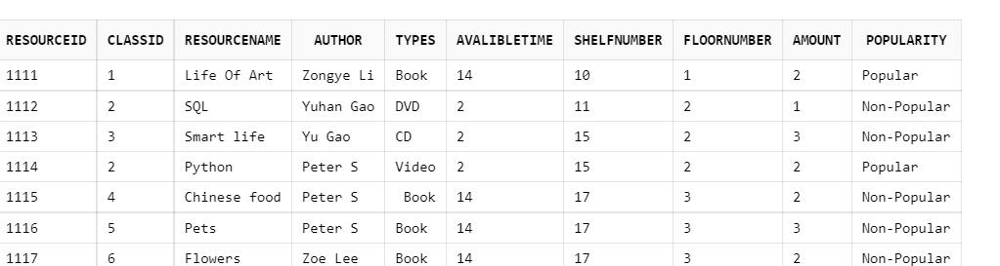 RESOURCEID CLASSID RESOURCENAME AUTHOR TYPES AVALIBLETIME SHELFNUMBER FLOORNUMBER AMOUNT POPULARITY
1111 1 Life Of Art Zongye Li Book 14 10 1 2 Popular
1112 2 SQL Yuhan Gao DVD 2 11 2 1 Non-Popular
1113 3 Smart life Yu Gao CD 2 15 2 3 Non-Popular
1114 2 Python Peter S Video 2 15 2 2 Popular
1115 4 Chinese food Peter S Book 14 17 3 2 Non-Popular
1116 5 Pets Peter S Book 14 17 3 3 Non-Popular
1117 6 Flowers Zoe Lee Book 14 17 3 2 Non-Popular